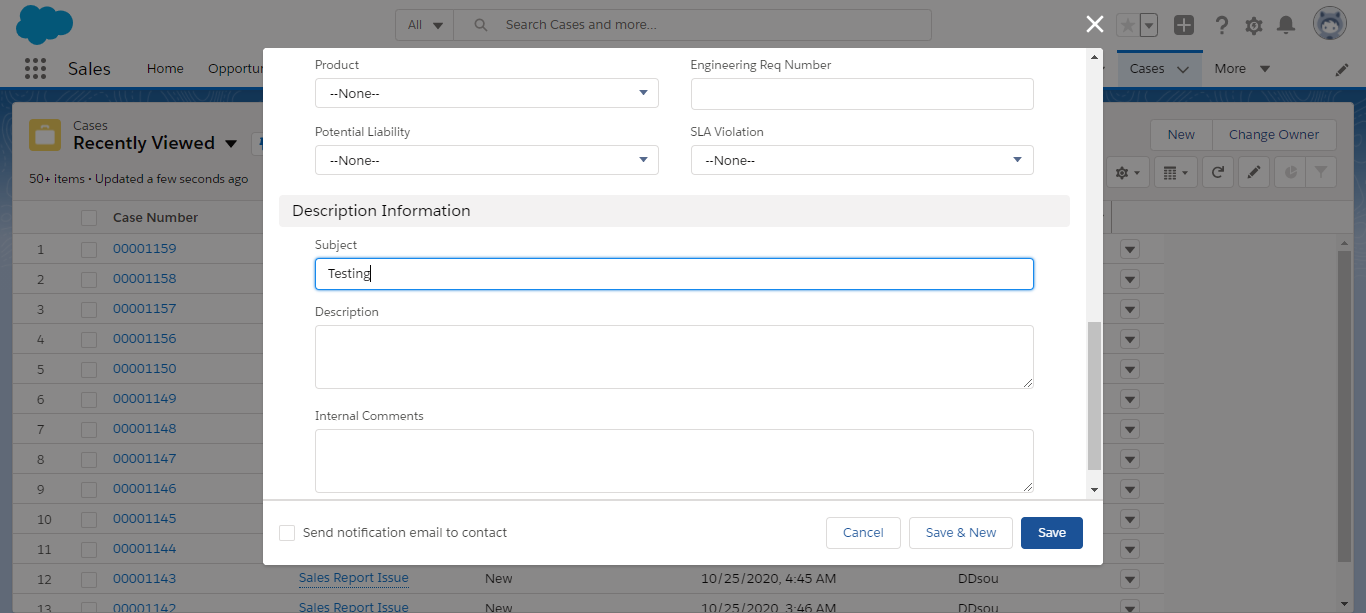 All
Search Cases and more...
Sales
Home
Opportun
Cases
More
Cases
Recently Viewed
50+ items • Updated a few seconds ago
New
Change Owner
Case Number
1 00001159
2 00001158
3 00001157
4 00001156
5 00001150
6 00001149
7 00001148
8 00001147
9 00001146
10 00001145
11 00001144
12 00001143 Sales Report Issue New 10/25/2020, 4:45 AM DDsou
13 00001142 Sales Report Issue New 10/25/2020, 3:46 AM DDsou
Product
--None--
Engineering Req Number
Potential Liability
--None--
SLA Violation
--None--
Description Information
Subject
Testing
Description
Internal Comments
Send notification email to contact
Cancel
Save & New
Save